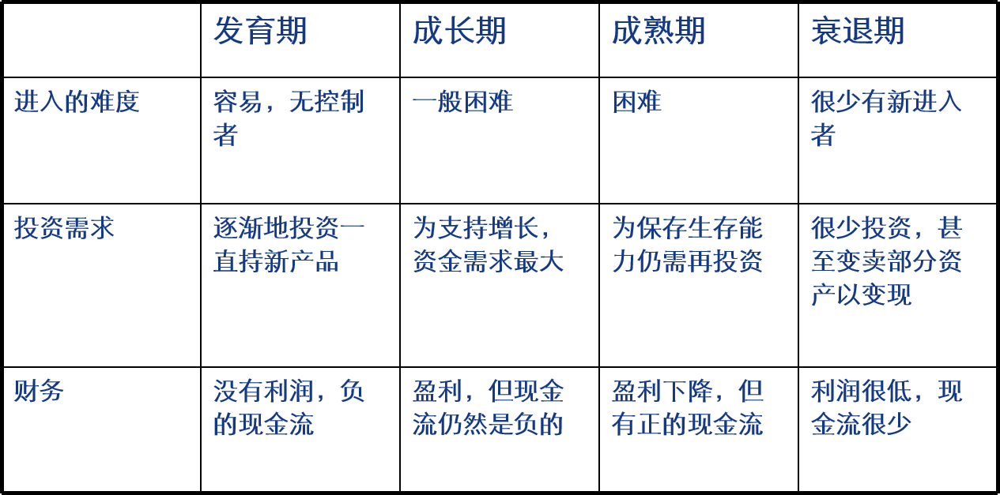 发育期
成长期
成熟期
衰退期
进入的难度
容易，无控制
者
一般困难
困难
很少有新进入
者
投资需求
逐渐地投资一
直持新产品
为支持增长，
资金需求最大
为保存生存能
力仍需再投资
很少投资，甚
至变卖部分资
产以变现
财务
没有利润，负
的现金流
盈利，但现金
流仍然是负的
盈利下降，但
有正的现金流
利润很低，现
金流很少